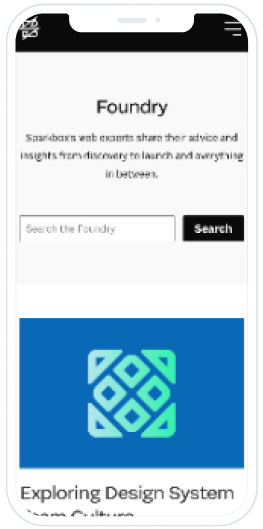 Foundry
Sparkbox's web experts share their advice and
insights from discovery to launch and everything
in between.
Search the Foundry
Search
Exploring Design System
Team Culture